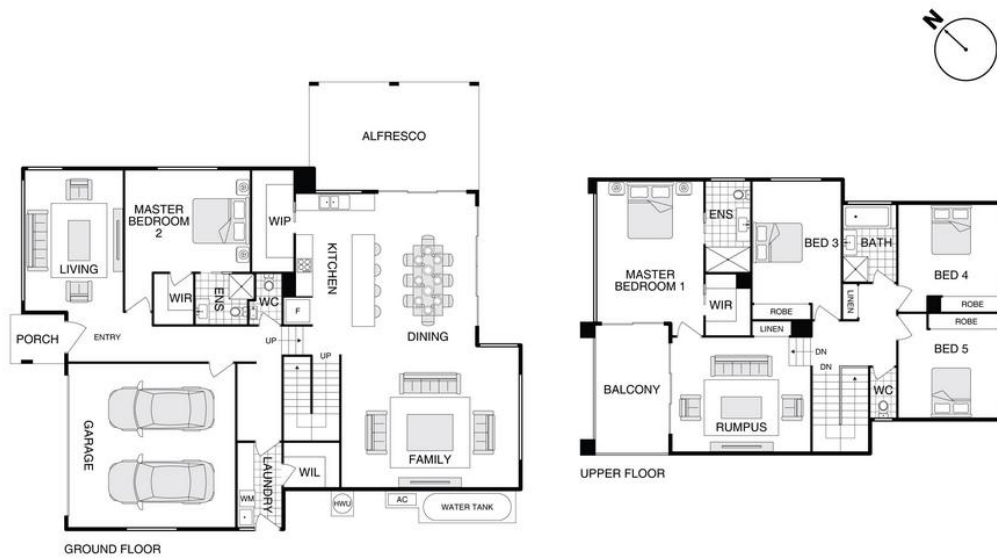 N
ALFRESCO
MASTER
BEDROOM
2
WIP
LIVING
KITCHEN
WIR
ENS
WC
F
PORCH
ENTRY
UP
UP
DINING
GARAGE
FAMILY
LAUNDRY
WIL
WM
HWU
AC
WATER TANK
GROUND FLOOR
ENS
BED 3
BATH
MASTER
BEDROOM 1
WIR
BED 4
LINEN
ROBE
ROBE
LINEN
ROBE
BED 5
DN
DN
BALCONY
WC
RUMPUS
UPPER FLOOR